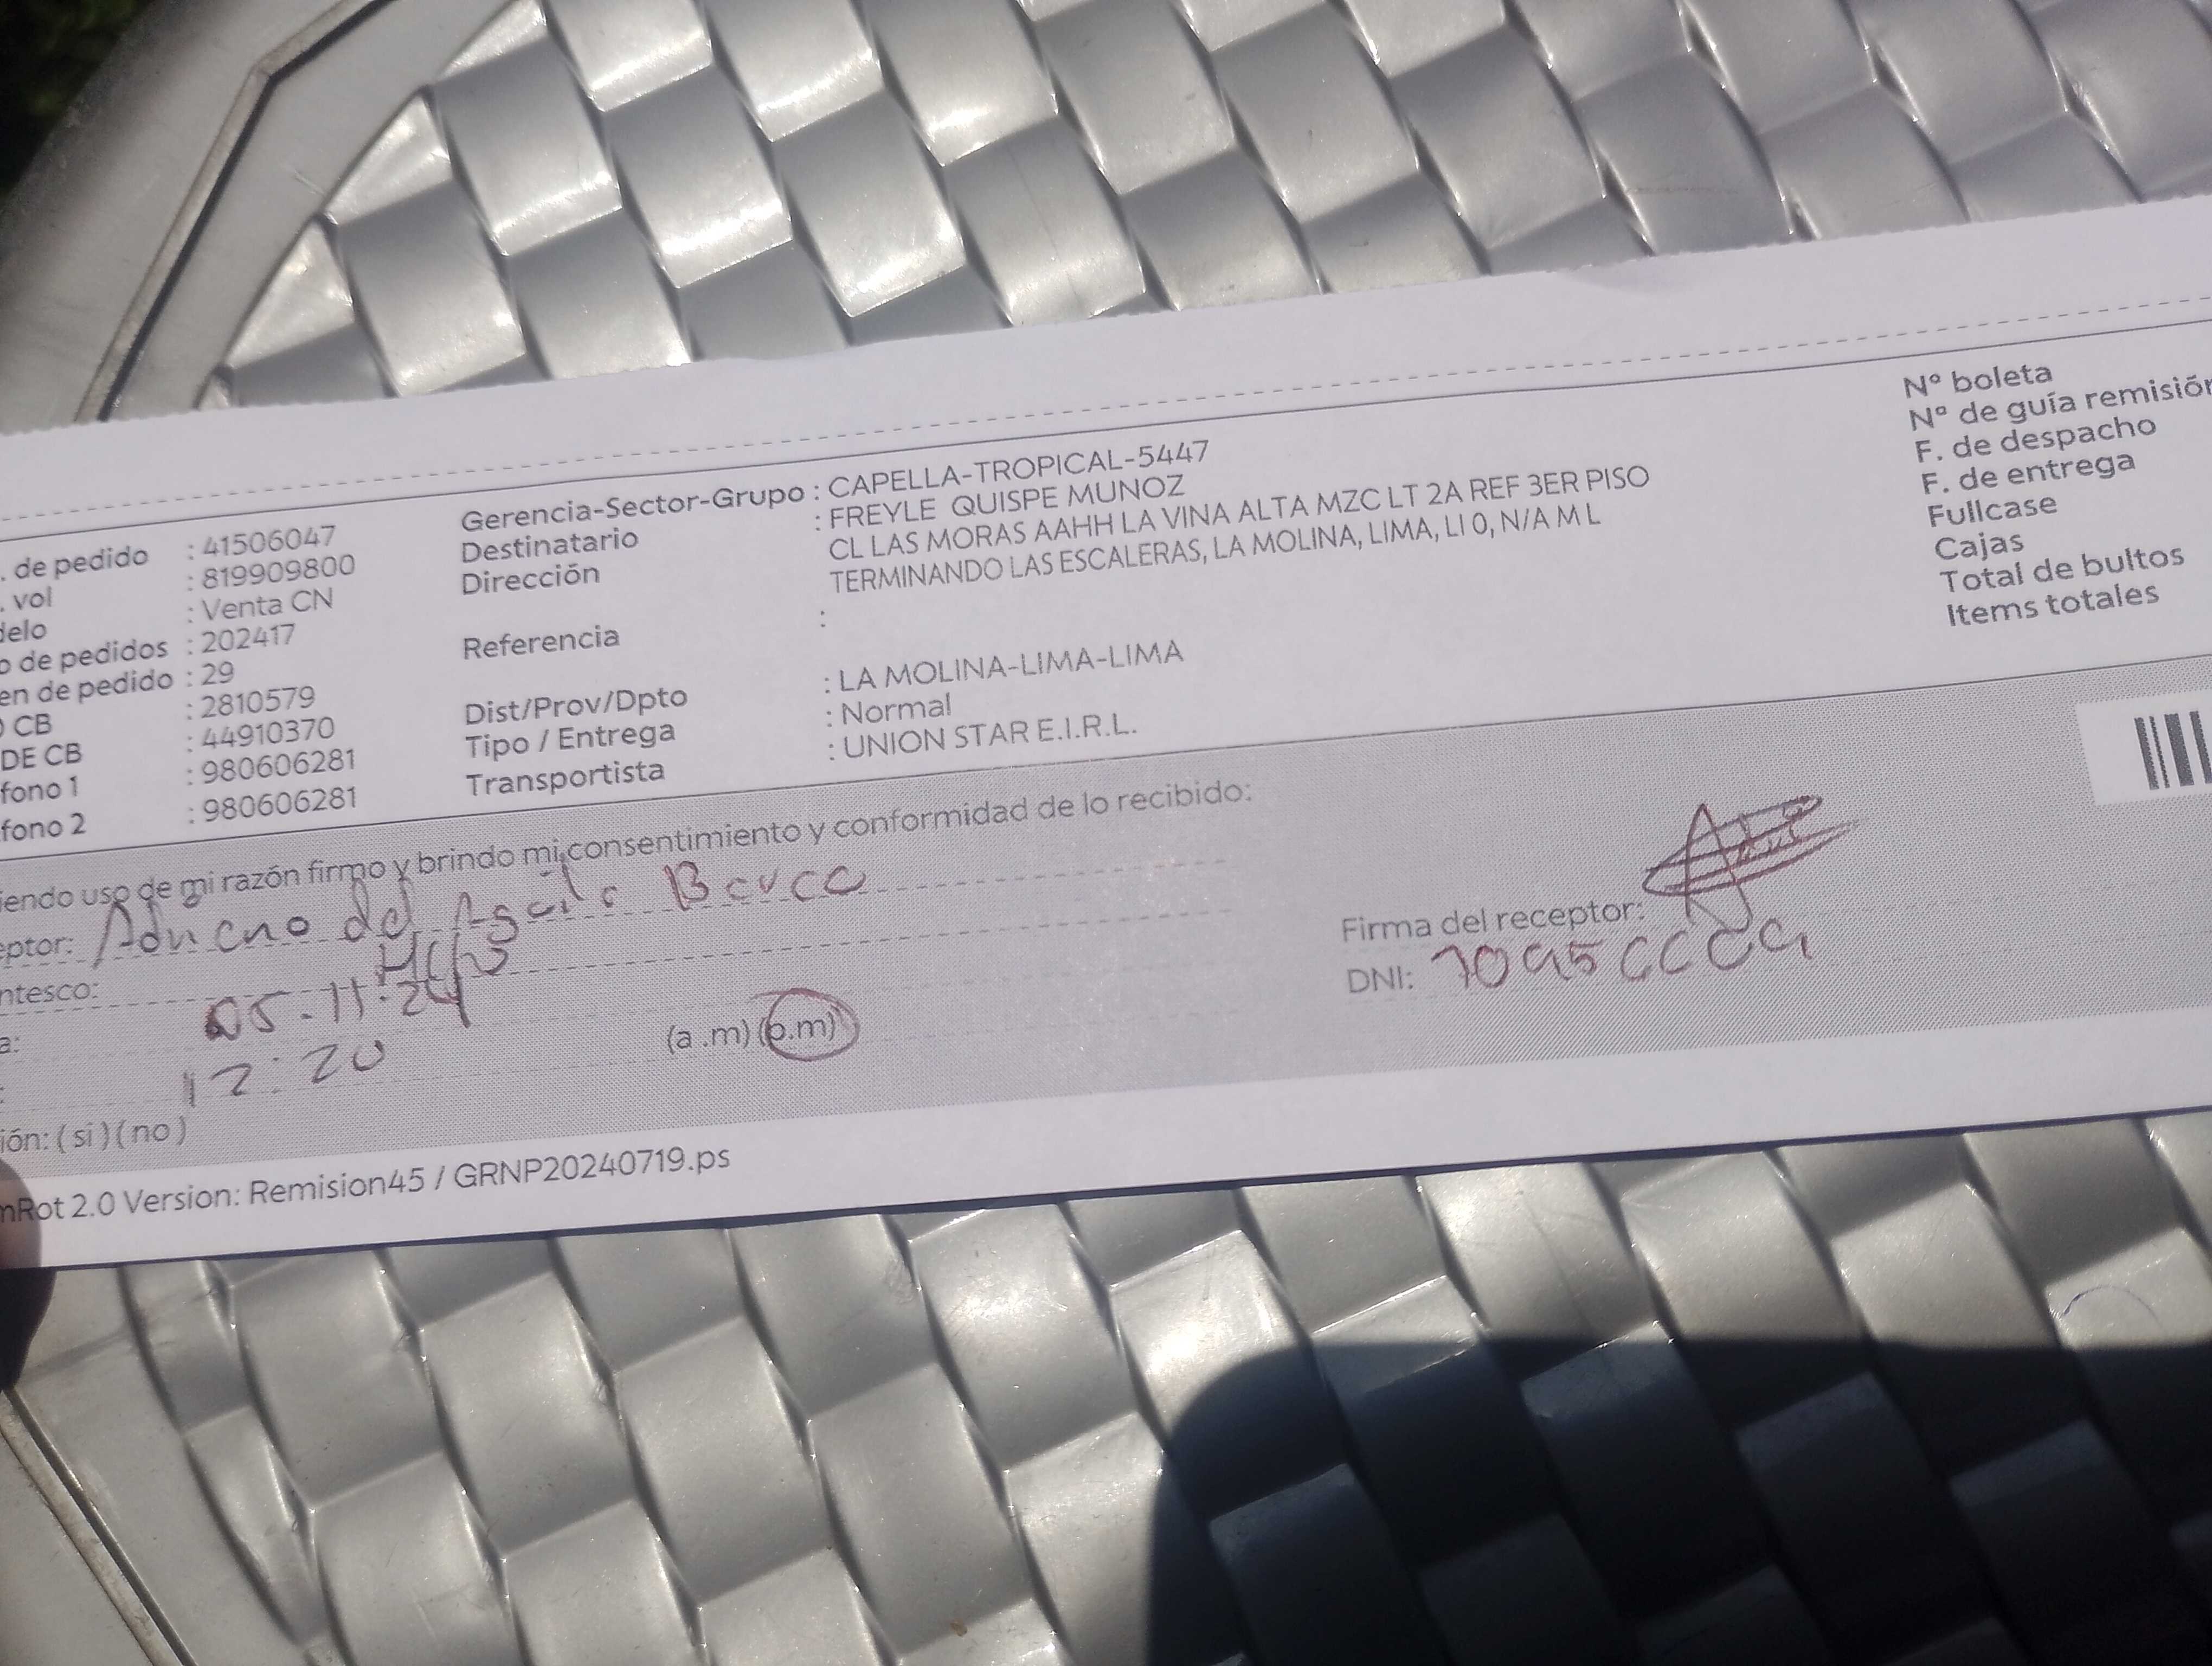 . de pedido : 41506047
. vol : 819909800
delo : Venta CN
o de pedidos : 202417
en de pedido : 29
CB : 2810579
DE CB : 44910370
fono 1 : 980606281
fono 2 : 980606281
Gerencia-Sector-Grupo : CAPELLA-TROPICAL-5447
Destinatario : FREYLE QUISPE MUNOZ
Dirección CL LAS MORAS AAHH LA VINA ALTA MZC LT 2A REF 3ER PISO
TERMINANDO LAS ESCALERAS, LA MOLINA, LIMA, LI 0, N/A M L
Referencia :
Dist/Prov/Dpto : LA MOLINA-LIMA-LIMA
Tipo / Entrega : Normal
Transportista : UNION STAR E.I.R.L.
Nº boleta
Nº de guía remisión
F. de despacho
F. de entrega
Fullcase
Cajas
Total de bultos
Items totales
iendo uso de mi razón firmo y brindo mi consentimiento y conformidad de lo recibido:
eptor: del
ntesco:
a: 05.11.24
: 12:20 (a .m) (p.m)
ión: ( si ) ( no )
Firma del receptor:
DNI:
mRot 2.0 Version: Remision45 / GRNP20240719.ps